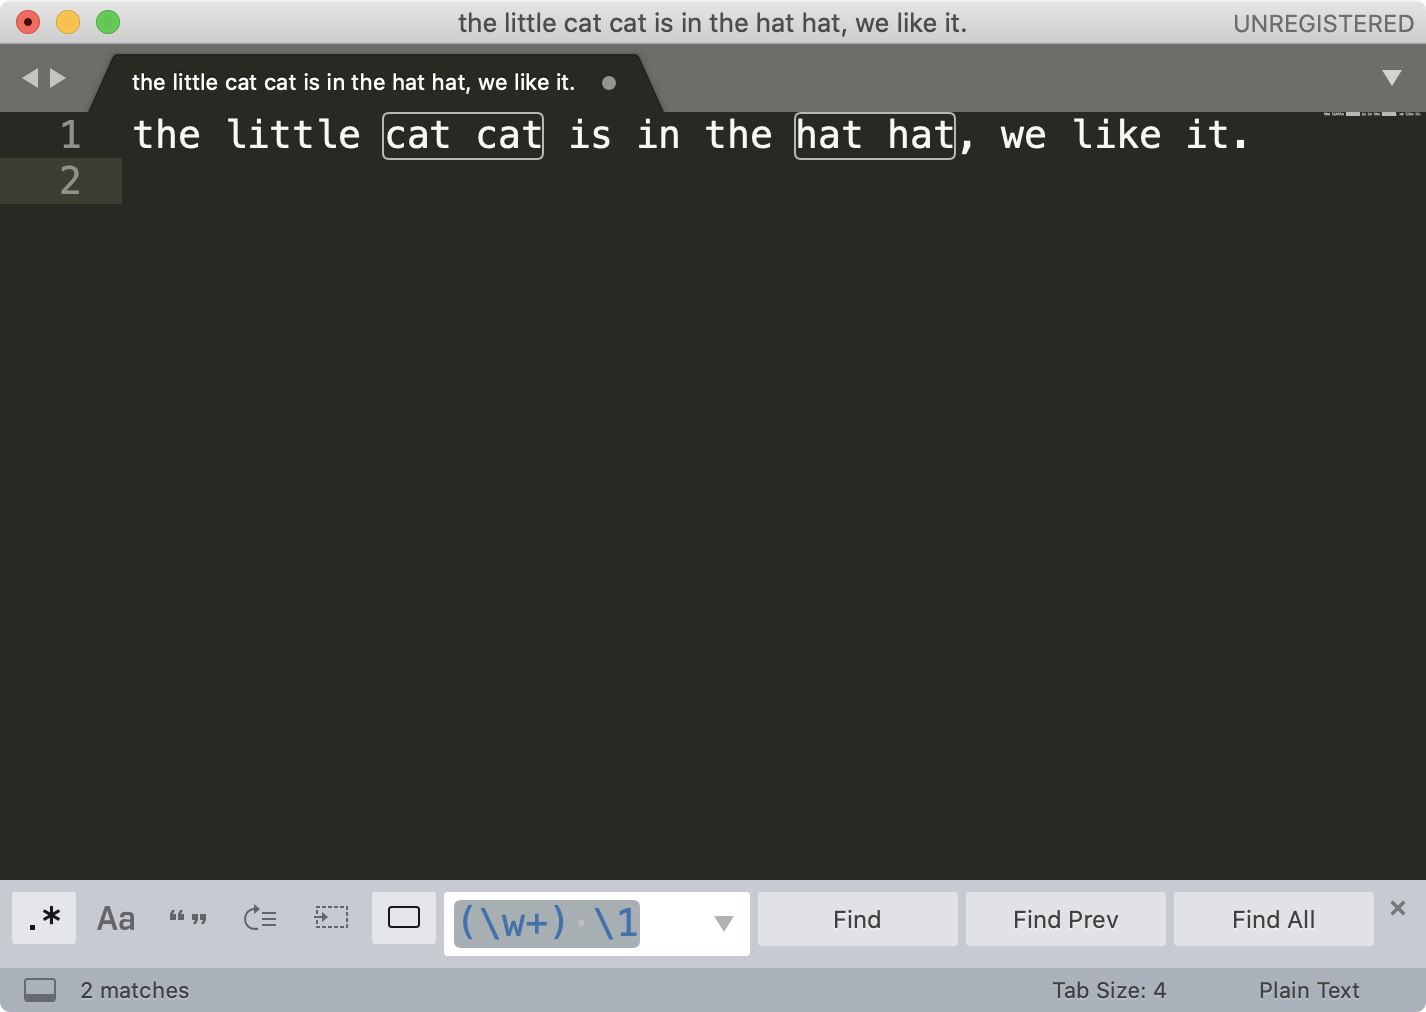 the little cat cat is in the hat hat, we like it.
UNREGISTERED
the little cat cat is in the hat hat, we like it.
1 the little cat cat is in the hat hat, we like it.
2
.* Aa “ ” (\w+) \1 Find Find Prev Find All ×
2 matches Tab Size: 4 Plain Text